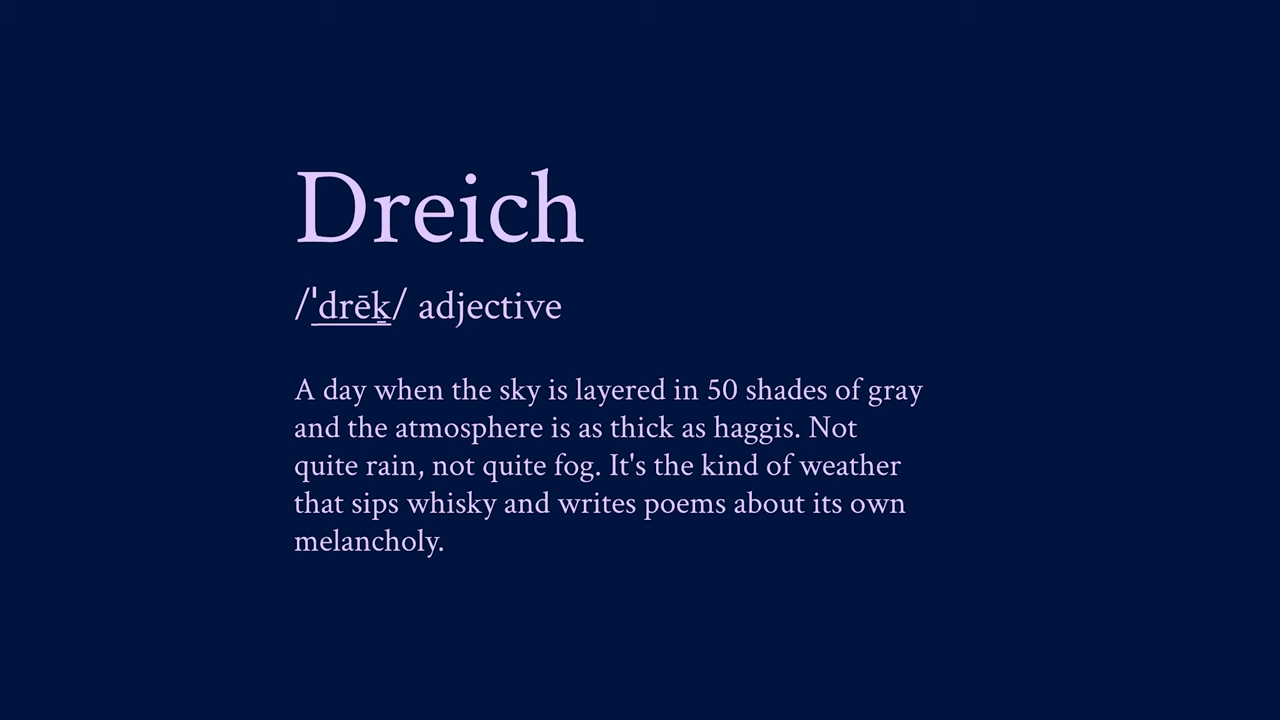 Dreich
/ˈdrēḵ/ adjective
A day when the sky is layered in 50 shades of gray
and the atmosphere is as thick as haggis. Not
quite rain, not quite fog. It's the kind of weather
that sips whisky and writes poems about its own
melancholy.